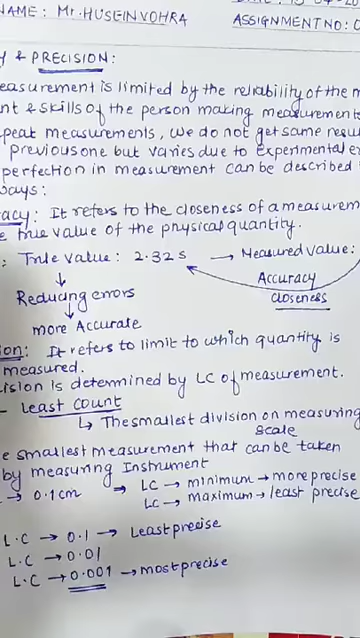 NAME: Mr. HUSEIN VOHRA
ASSIGNMENT NO: 0
Y & PRECISION:
easurement is limited by the reliability of the m
nt & skills of the person making measurement
peat measurements, we do not get same resu
previous one but varies due to experimental e
perfection in measurement can be described
ways:
racy: It refers to the closeness of a measurem
e true value of the physical quantity.
: True value: 2.32s → Measured value:
↓ Accuracy
Reducing errors closeness
↓
more Accurate
ion: It refers to limit to which quantity is
measured.
ision is determined by LC of measurement.
- Least count
↳ The smallest division on measuring
scale
e smallest measurement that can be taken
by measuring Instrument
→ 0.1cm ⇒ LC → minimum → more precise
LC → maximum → least precise
L.C → 0.1 → Least precise
L.C → 0.01
L.C → 0.001 → most precise